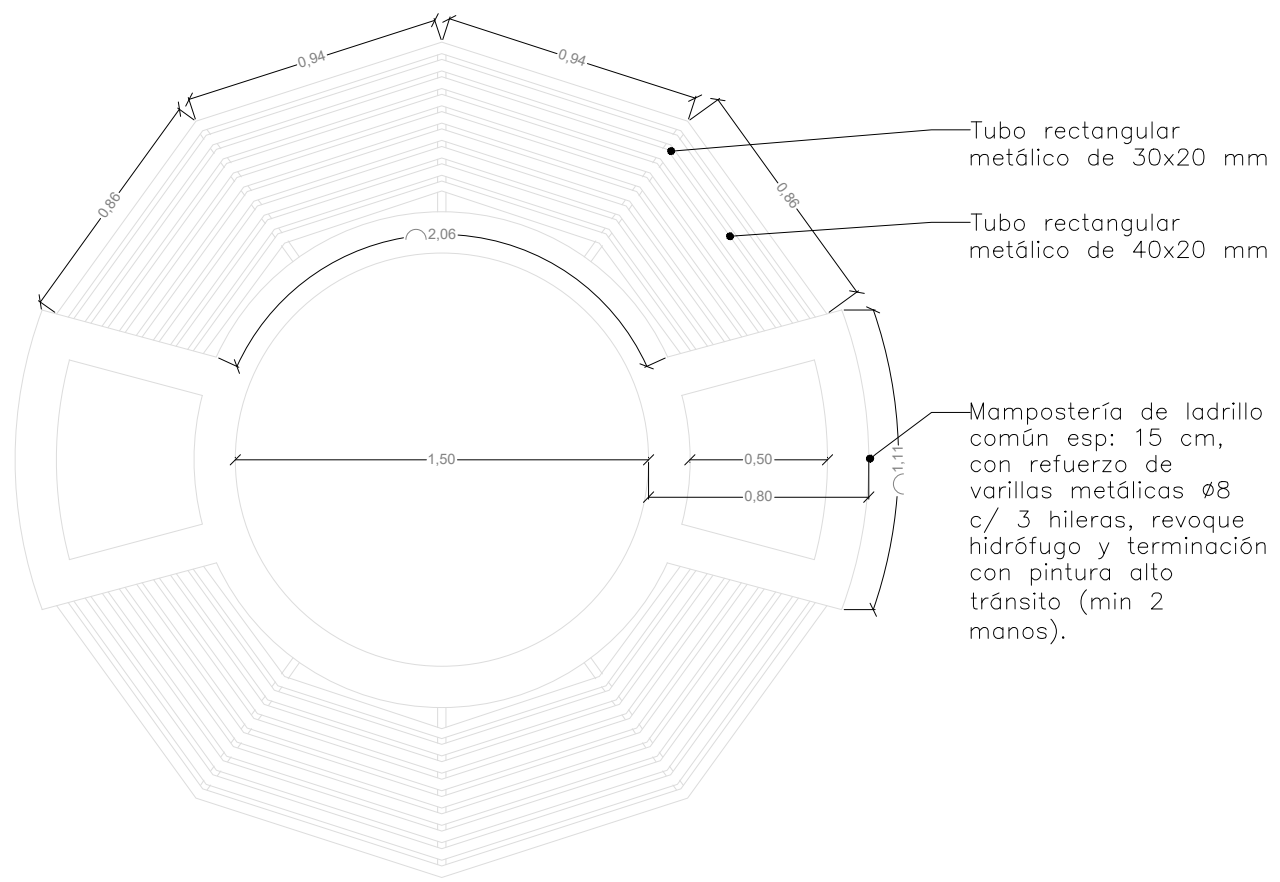 0,94
0,94
0,86
0,86
2,06
1,50
0,50
0,80
1,11
Tubo rectangular
metálico de 30x20 mm
Tubo rectangular
metálico de 40x20 mm
Mampostería de ladrillo
común esp: 15 cm,
con refuerzo de
varillas metálicas ø8
c/ 3 hileras, revoque
hidrófugo y terminación
con pintura alto
tránsito (min 2
manos).